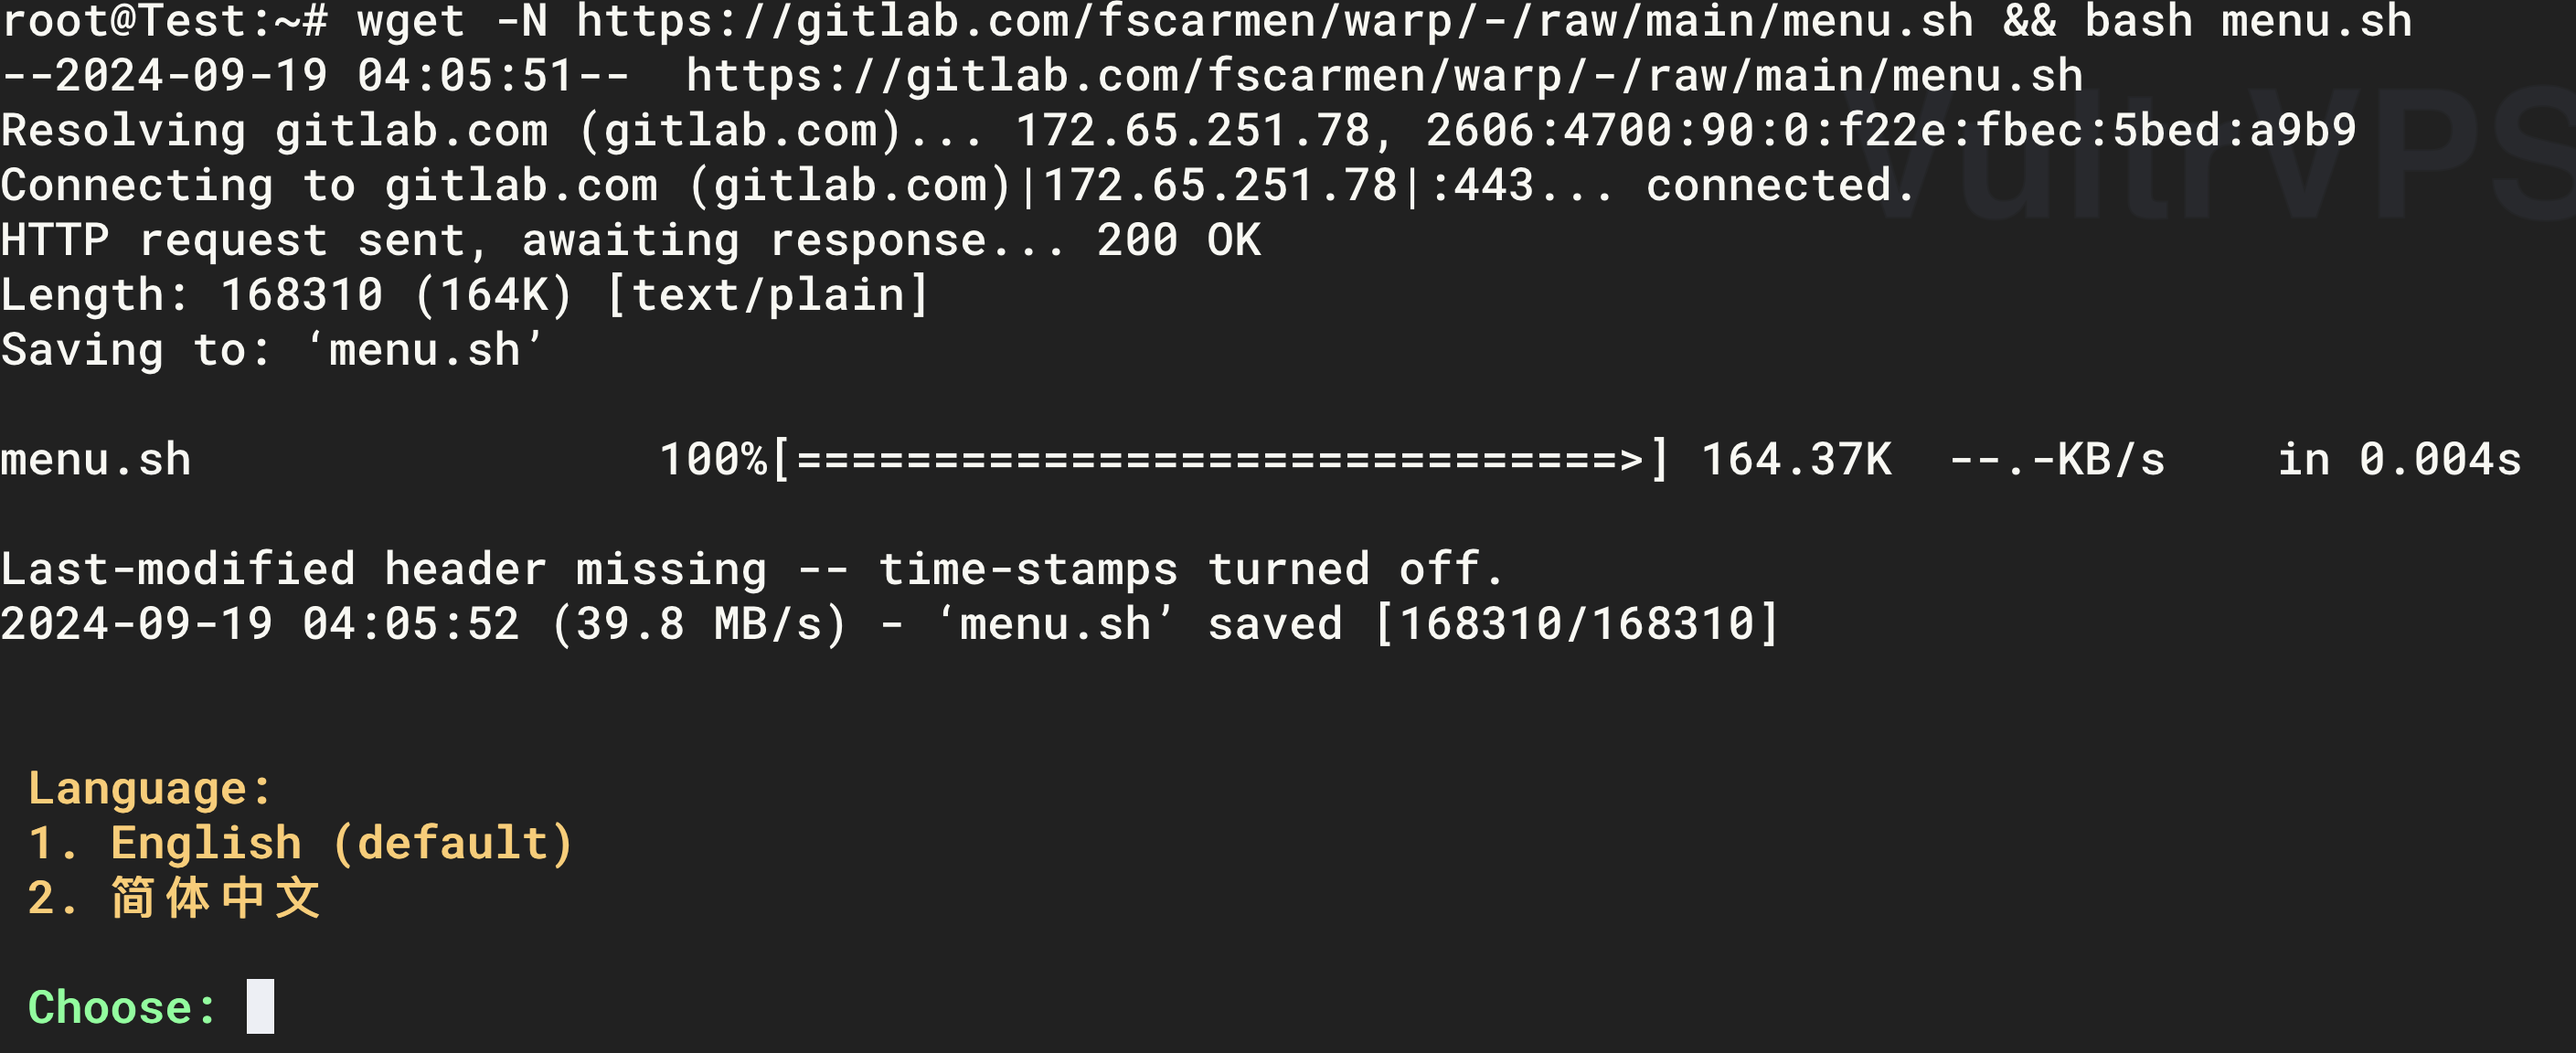 root@Test:~# wget -N https://gitlab.com/fscarmen/warp/-/raw/main/menu.sh && bash menu.sh
--2024-09-19 04:05:51--  https://gitlab.com/fscarmen/warp/-/raw/main/menu.sh
Resolving gitlab.com (gitlab.com)... 172.65.251.78, 2606:4700:90:0:f22e:fbec:5bed:a9b9
Connecting to gitlab.com (gitlab.com)|172.65.251.78|:443... connected.
HTTP request sent, awaiting response... 200 OK
Length: 168310 (164K) [text/plain]
Saving to: ‘menu.sh’
menu.sh                 100%[==============================>] 164.37K  --.-KB/s    in 0.004s
Last-modified header missing -- time-stamps turned off.
2024-09-19 04:05:52 (39.8 MB/s) - ‘menu.sh’ saved [168310/168310]
Language:
1. English (default)
2. 简体中文
Choose:
VultrVPS